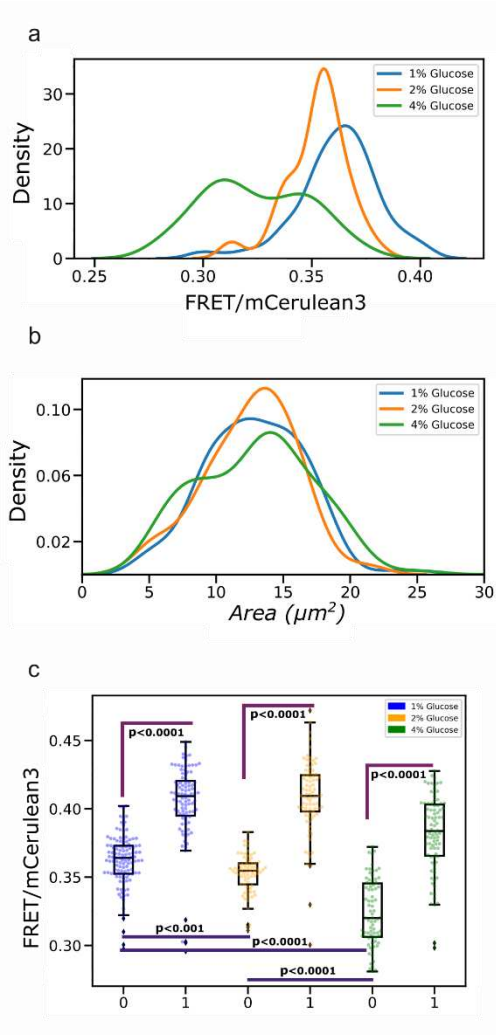 a
1% Glucose
2% Glucose
4% Glucose
30
20
10
0
Density
0.25 0.30 0.35 0.40
FRET/mCerulean3
b
1% Glucose
2% Glucose
4% Glucose
0.10
0.06
0.02
Density
0 5 10 15 20 25 30
Area (μm²)
c
1% Glucose
2% Glucose
4% Glucose
p<0.0001
p<0.0001
p<0.0001
0.45
0.40
0.35
0.30
FRET/mCerulean3
p<0.001
p<0.0001
p<0.0001
0 1 0 1 0 1